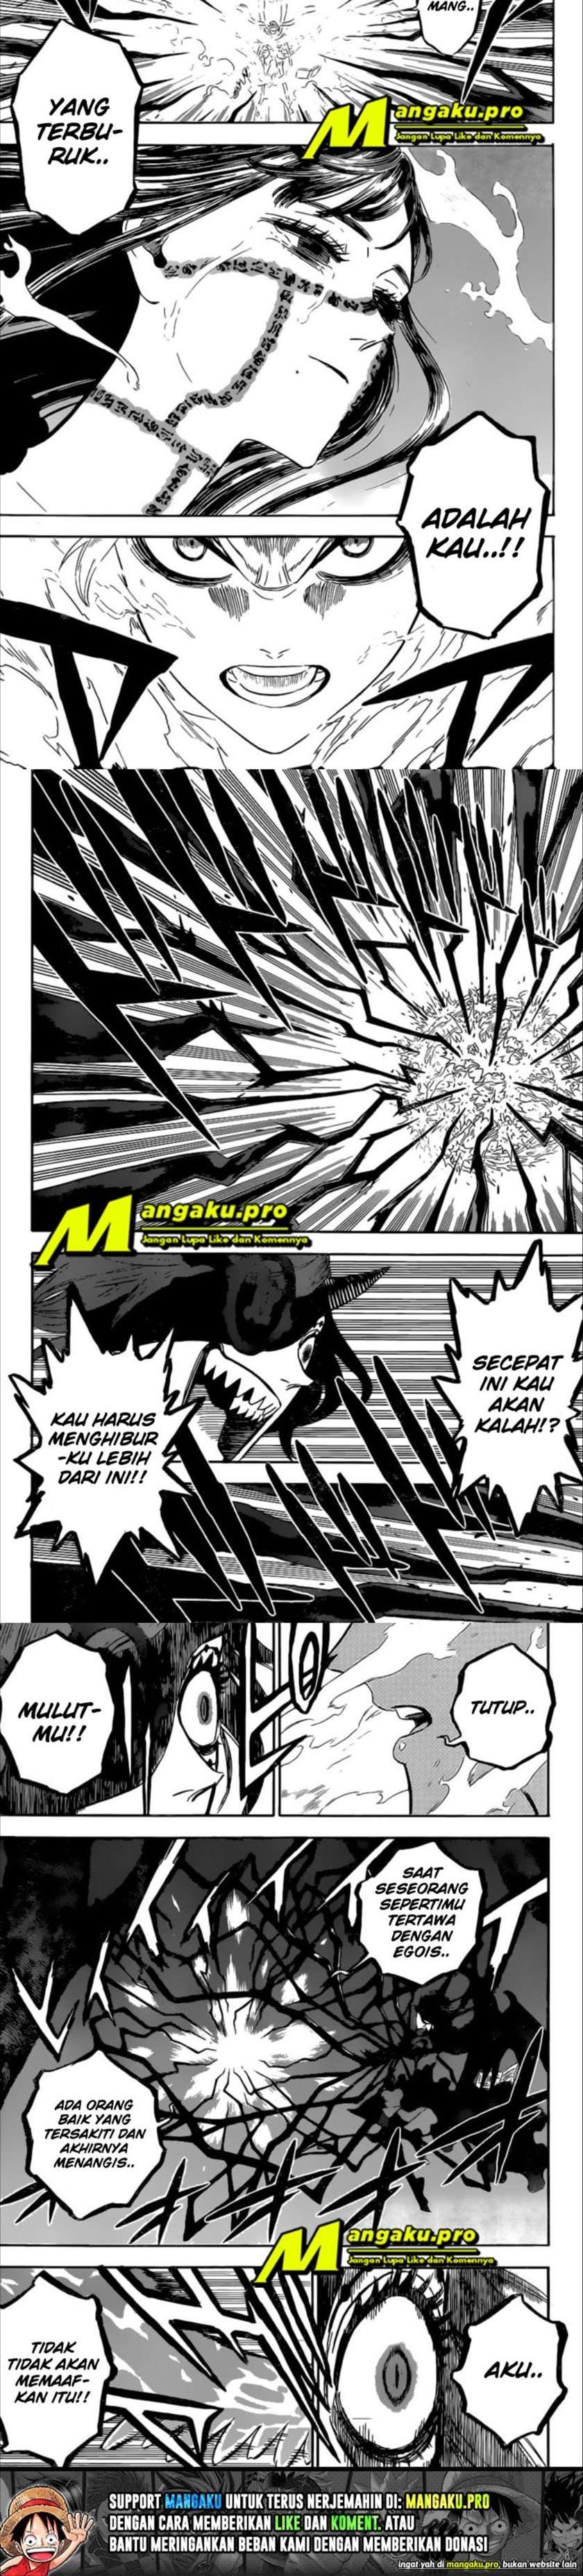 MANG..
angaku.pro
Jangan Lupa Like dan Komennya
YANG
TERBU-
RUK..
ADALAH
KAU..!!
angaku.pro
Jangan Lupa Like dan Komennya
SECEPAT
INI KAU
AKAN
KALAH!?
KAU HARUS
MENGHIBUR
-KU LEBIH
DARI INI!!
TUTUP..
MULUT-
MU!!
SAAT
SESEORANG
SEPERTIMU
TERTAWA
DENGAN
EGOIS..
ADA ORANG
BAIK YANG
TERSAKITI DAN
AKHIRNYA
MENANGIS..
angaku.pro
Jangan Lupa Like dan Komennya
AKU..
TIDAK
TIDAK AKAN
MEMAAF-
KAN ITU!!
SUPPORT MANGAKU UNTUK TERUS NERJEMAHIN DI: MANGAKU.PRO
DENGAN CARA MEMBERIKAN LIKE DAN KOMENT. ATAU
BANTU MERINGANKAN BEBAN KAMI DENGAN MEMBERIKAN DONASI
ingat yah di mangaku.pro, bukan website lain